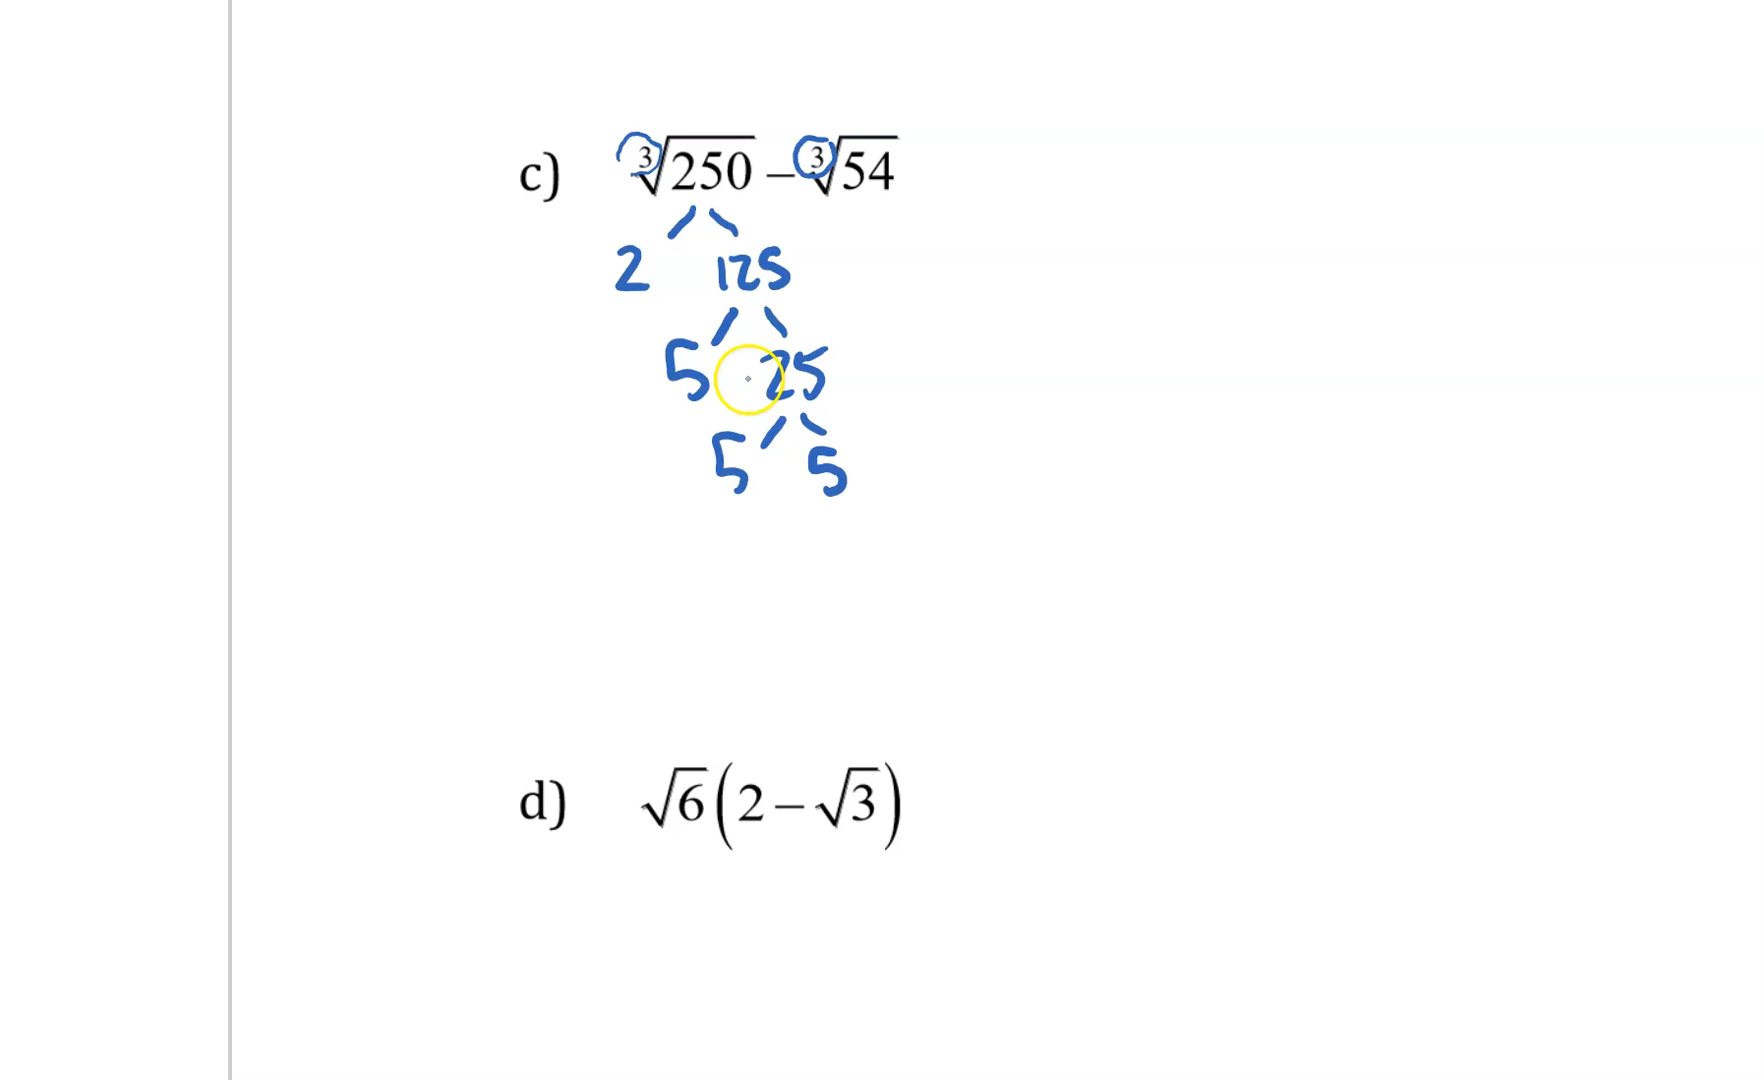 c) ∛250 – ∛54
2 125
5 25
5 5
d) √6(2 – √3)